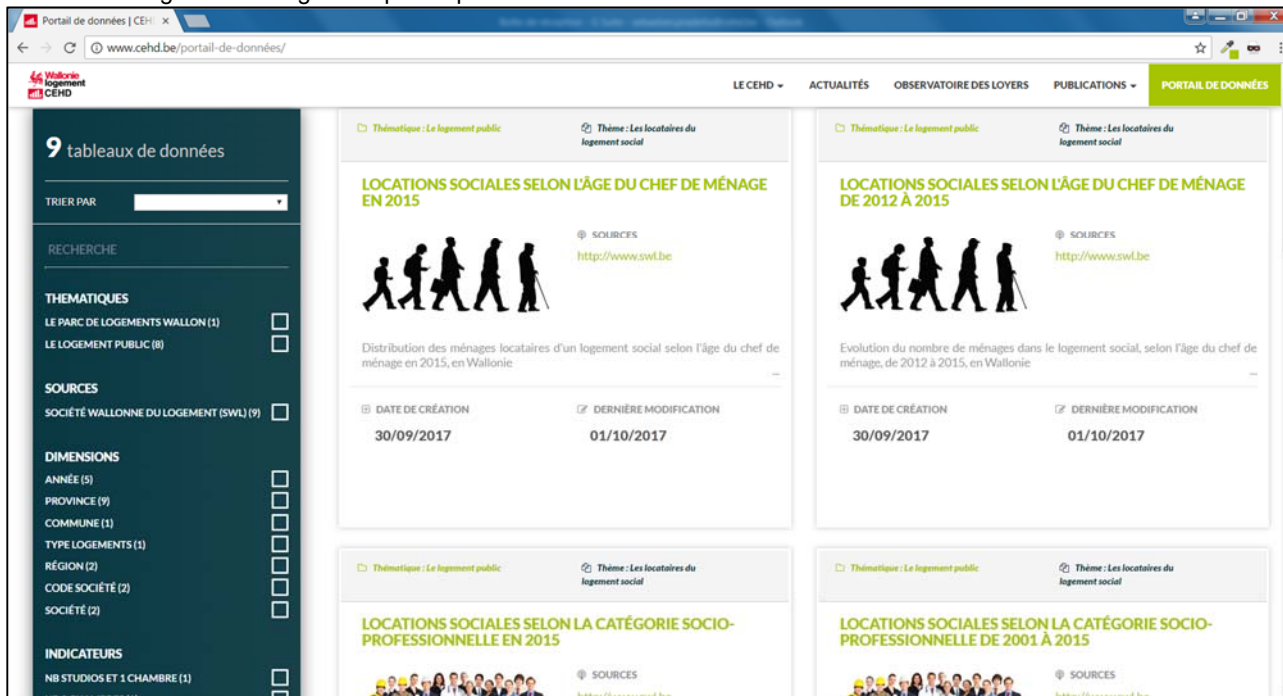 Portail de données | CEH
www.cehd.be/portail-de-données/
Wallonie
logement
CEHD
LE CEHD
ACTUALITÉS
OBSERVATOIRE DES LOYERS
PUBLICATIONS
PORTAIL DE DONNÉES
9 tableaux de données
TRIER PAR
RECHERCHE
THEMATIQUES
LE PARC DE LOGEMENTS WALLON (1)
LE LOGEMENT PUBLIC (8)
SOURCES
SOCIÉTÉ WALLONNE DU LOGEMENT (SWL) (9)
DIMENSIONS
ANNÉE (5)
PROVINCE (9)
COMMUNE (1)
TYPE LOGEMENTS (1)
RÉGION (2)
CODE SOCIÉTÉ (2)
SOCIÉTÉ (2)
INDICATEURS
NB STUDIOS ET 1 CHAMBRE (1)
Thématique : Le logement public
Thème : Les locataires du
logement social
LOCATIONS SOCIALES SELON L'ÂGE DU CHEF DE MÉNAGE
EN 2015
SOURCES
http://www.swl.be
Distribution des ménages locataires d'un logement social selon l'âge du chef de
ménage en 2015, en Wallonie
...
DATE DE CRÉATION
DERNIÈRE MODIFICATION
30/09/2017
01/10/2017
Thématique : Le logement public
Thème : Les locataires du
logement social
LOCATIONS SOCIALES SELON L'ÂGE DU CHEF DE MÉNAGE
DE 2012 À 2015
SOURCES
http://www.swl.be
Evolution du nombre de ménages dans le logement social, selon l'âge du chef de
ménage, de 2012 à 2015, en Wallonie
...
DATE DE CRÉATION
DERNIÈRE MODIFICATION
30/09/2017
01/10/2017
Thématique : Le logement public
Thème : Les locataires du
logement social
LOCATIONS SOCIALES SELON LA CATÉGORIE SOCIO-
PROFESSIONNELLE EN 2015
SOURCES
Thématique : Le logement public
Thème : Les locataires du
logement social
LOCATIONS SOCIALES SELON LA CATÉGORIE SOCIO-
PROFESSIONNELLE DE 2001 À 2015
SOURCES